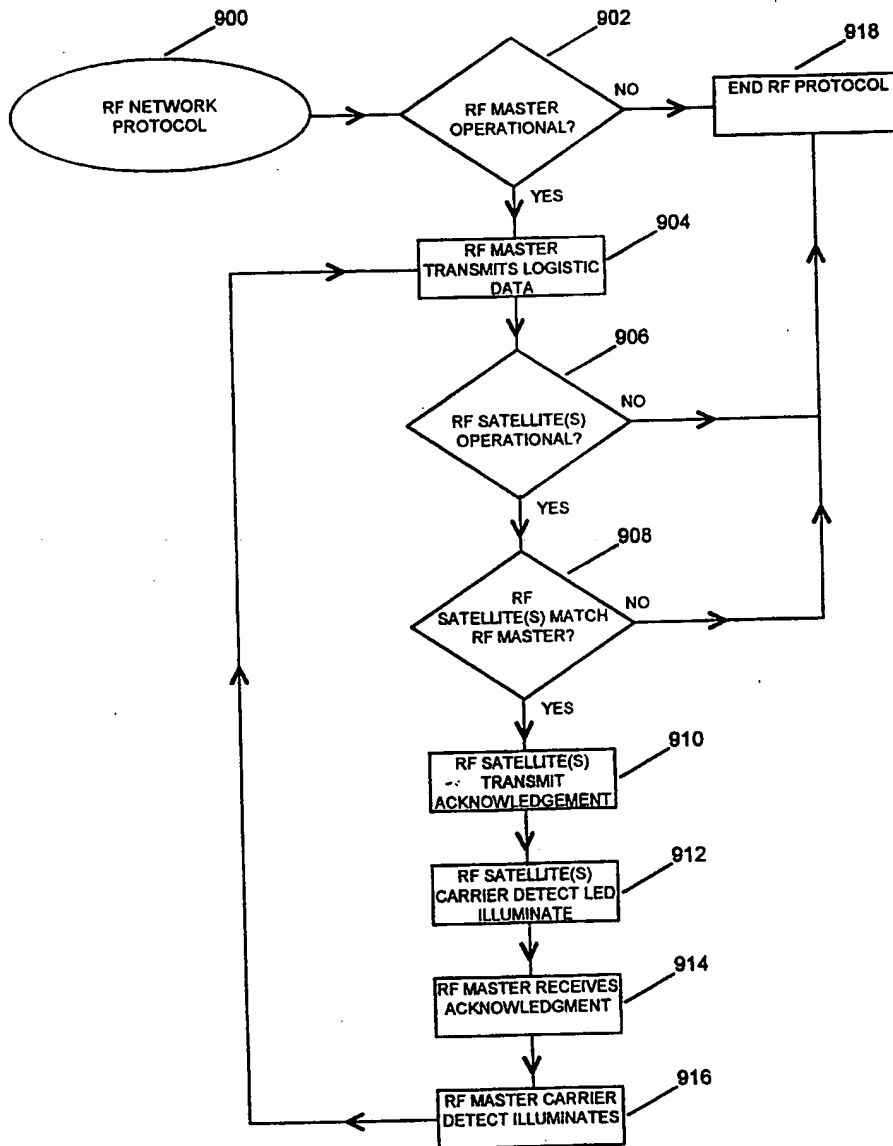 900
902
918
RF NETWORK
PROTOCOL
RF MASTER
OPERATIONAL?
NO
END RF PROTOCOL
YES
904
RF MASTER
TRANSMITS LOGISTIC
DATA
906
RF SATELLITE(S)
OPERATIONAL?
NO
YES
908
RF
SATELLITE(S) MATCH
RF MASTER?
NO
YES
910
RF SATELLITE(S)
TRANSMIT
ACKNOWLEDGEMENT
912
RF SATELLITE(S)
CARRIER DETECT LED
ILLUMINATE
914
RF MASTER RECEIVES
ACKNOWLEDGMENT
916
RF MASTER CARRIER
DETECT ILLUMINATES